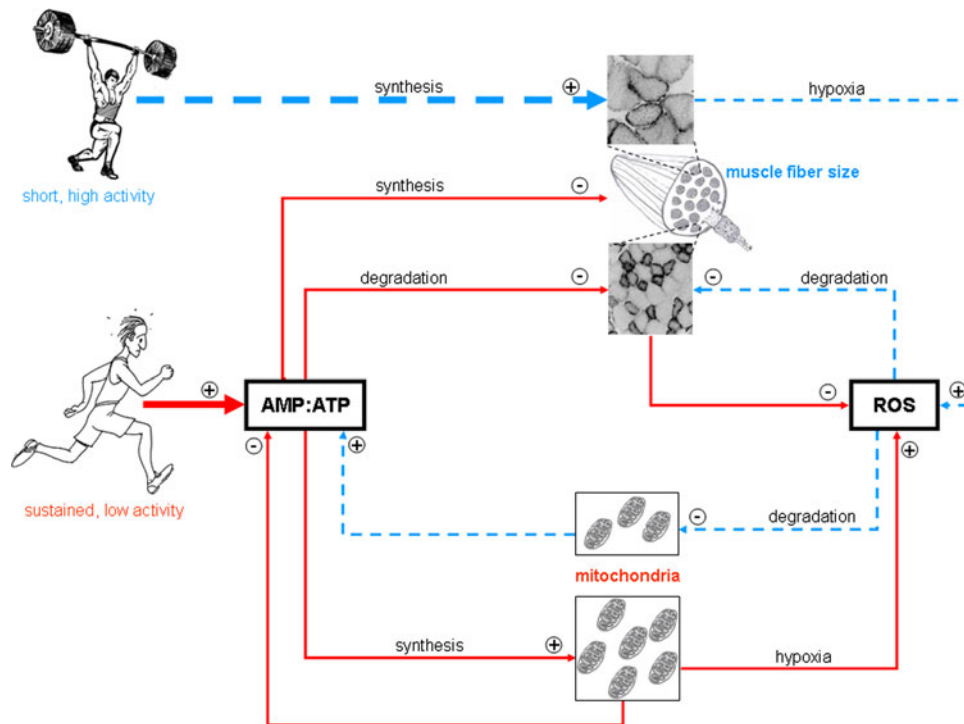 synthesis
+
hypoxia
short, high activity
muscle fiber size
synthesis
-
degradation
-
-
degradation
+
AMP:ATP
-
ROS
+
-
+
+
sustained, low activity
-
degradation
mitochondria
synthesis
+
hypoxia